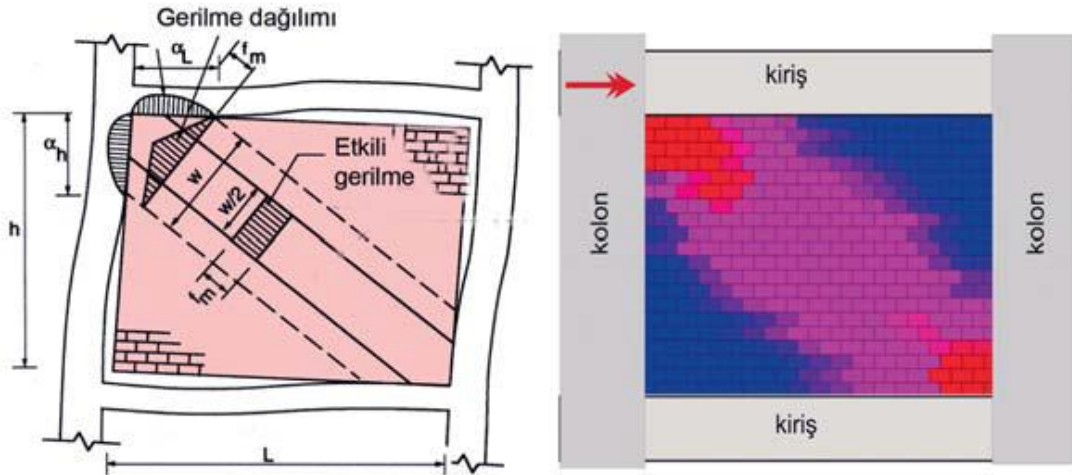 Gerilme dağılımı
αL
fm
αh
h
w
w/2
Etkili
gerilme
fm
L
kiriş
kolon
kolon
kiriş